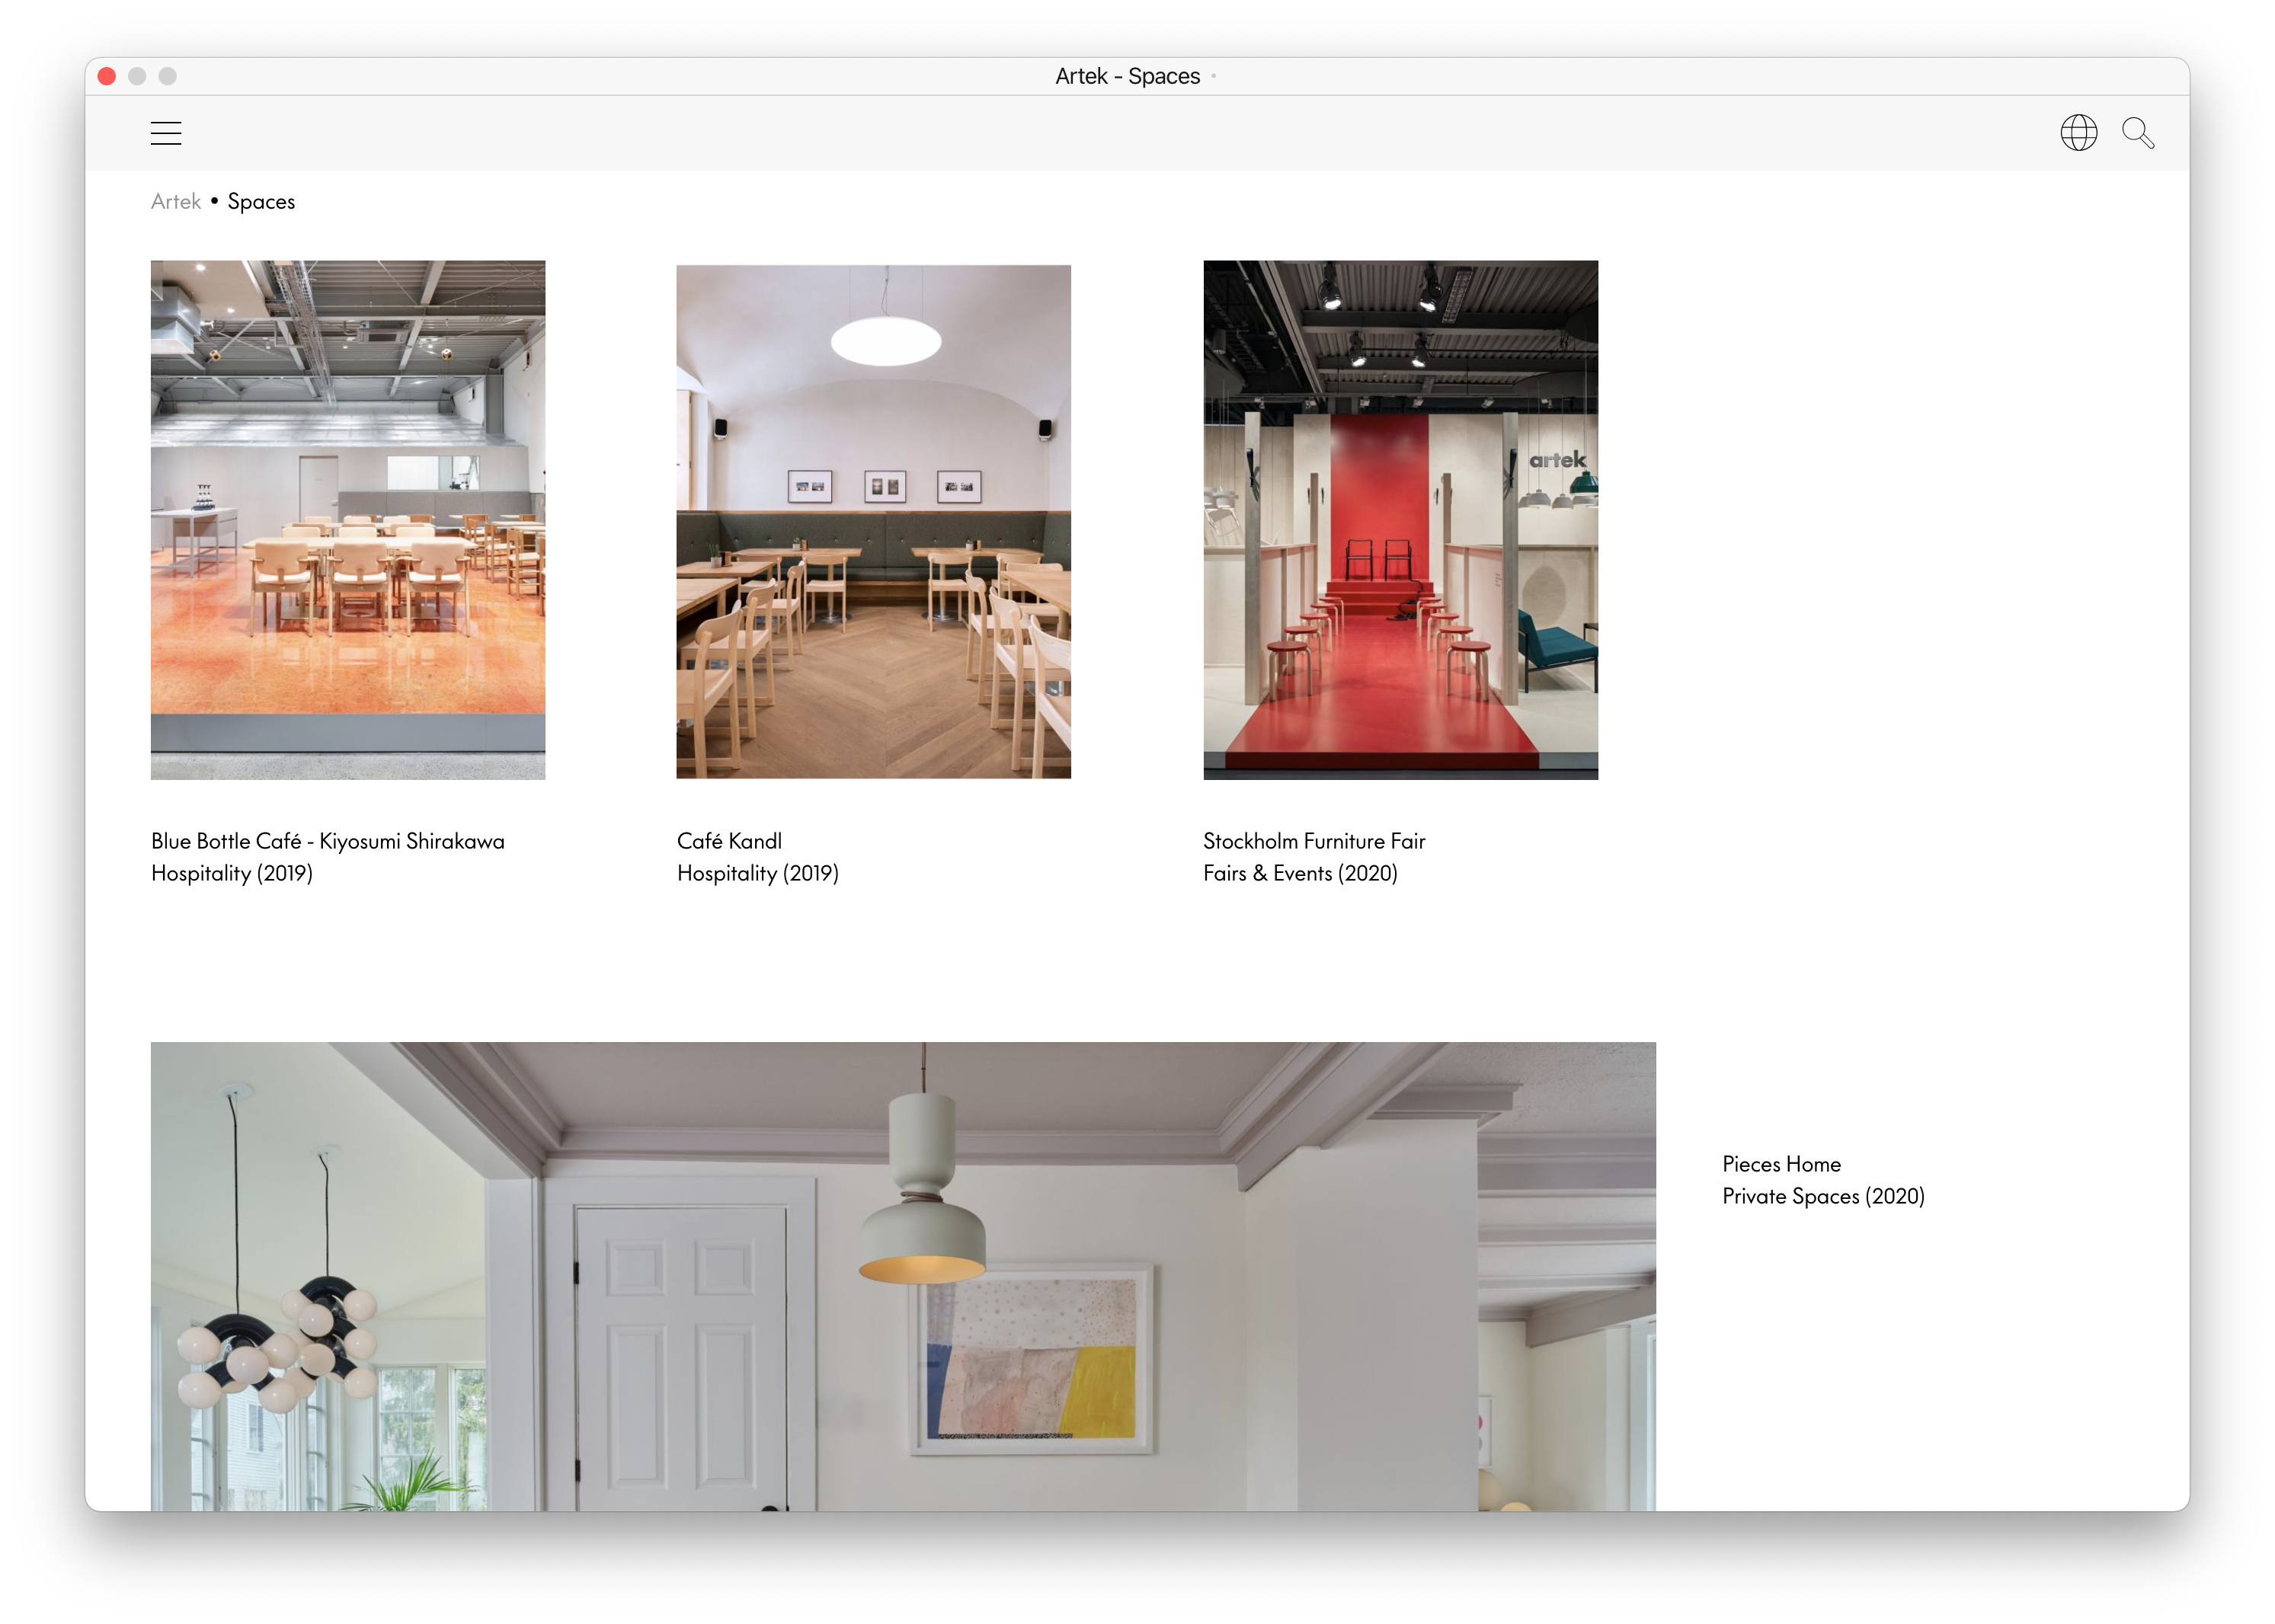 Artek - Spaces
Artek • Spaces
artek
Blue Bottle Café - Kiyosumi Shirakawa
Hospitality (2019)
Café Kandl
Hospitality (2019)
Stockholm Furniture Fair
Fairs & Events (2020)
Pieces Home
Private Spaces (2020)